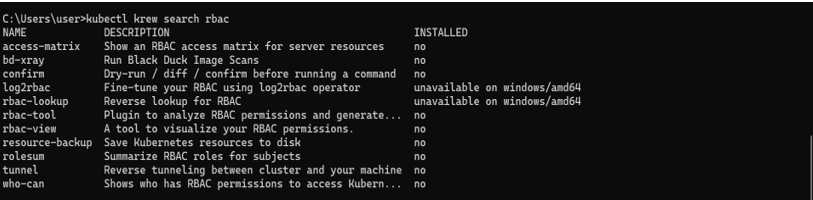 C:\Users\user>kubectl krew search rbac
NAME             DESCRIPTION                                         INSTALLED
access-matrix    Show an RBAC access matrix for server resources     no
bd-xray          Run Black Duck Image Scans                          no
confirm          Dry-run / diff / confirm before running a command   no
log2rbac         Fine-tune your RBAC using log2rbac operator         unavailable on windows/amd64
rbac-lookup      Reverse lookup for RBAC                             unavailable on windows/amd64
rbac-tool        Plugin to analyze RBAC permissions and generate...  no
rbac-view        A tool to visualize your RBAC permissions.          no
resource-backup  Save Kubernetes resources to disk                   no
rolesum          Summarize RBAC roles for subjects                   no
tunnel           Reverse tunneling between cluster and your machine  no
who-can          Shows who has RBAC permissions to access Kubern...  no